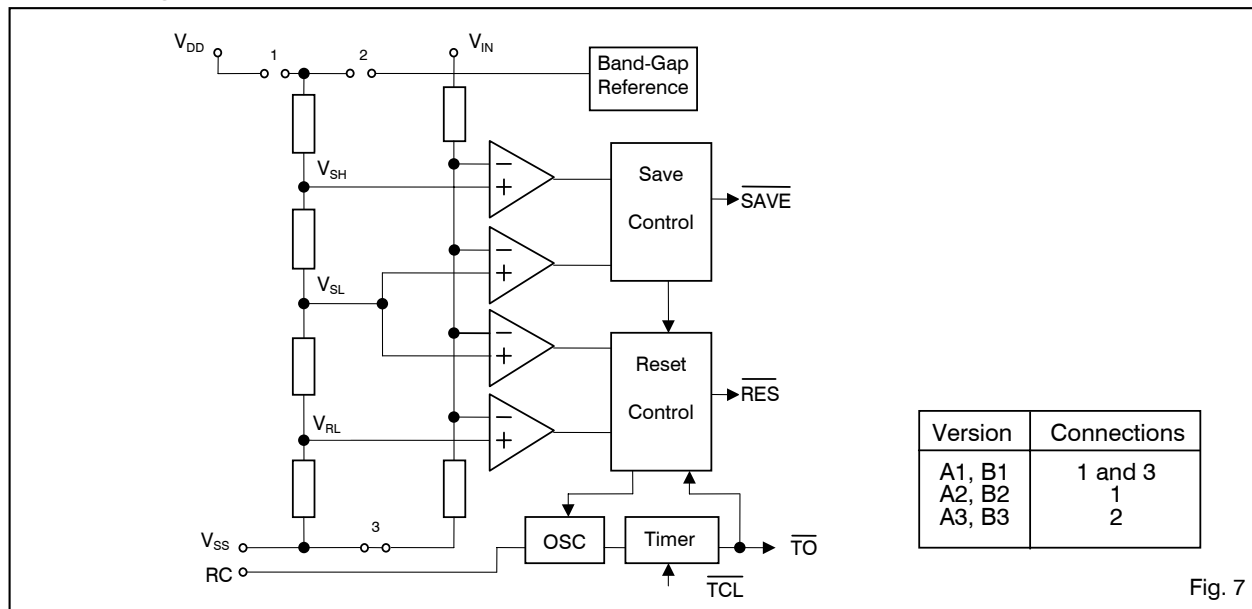 V_DD
1
2
V_IN
Band-Gap
Reference
V_SH
−
+
Save
Control
SAVE
−
+
V_SL
−
+
Reset
Control
RES
V_RL
−
+
V_SS
3
RC
OSC
Timer
TO
TCL
Version Connections
A1, B1 1 and 3
A2, B2 1
A3, B3 2
Fig. 7